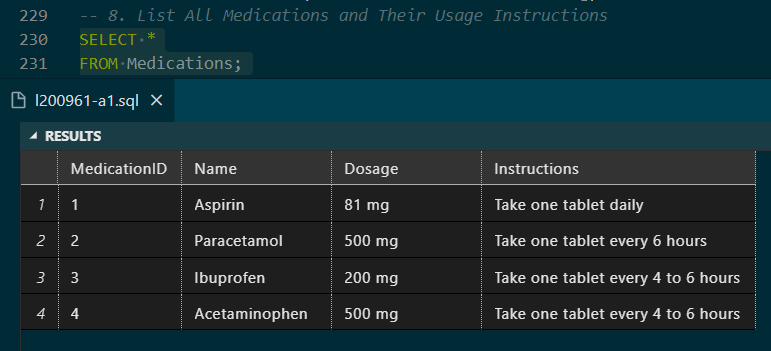 229 -- 8. List All Medications and Their Usage Instructions
230 SELECT *
231 FROM Medications;
l200961-a1.sql
RESULTS
MedicationID Name Dosage Instructions
1 1 Aspirin 81 mg Take one tablet daily
2 2 Paracetamol 500 mg Take one tablet every 6 hours
3 3 Ibuprofen 200 mg Take one tablet every 4 to 6 hours
4 4 Acetaminophen 500 mg Take one tablet every 4 to 6 hours